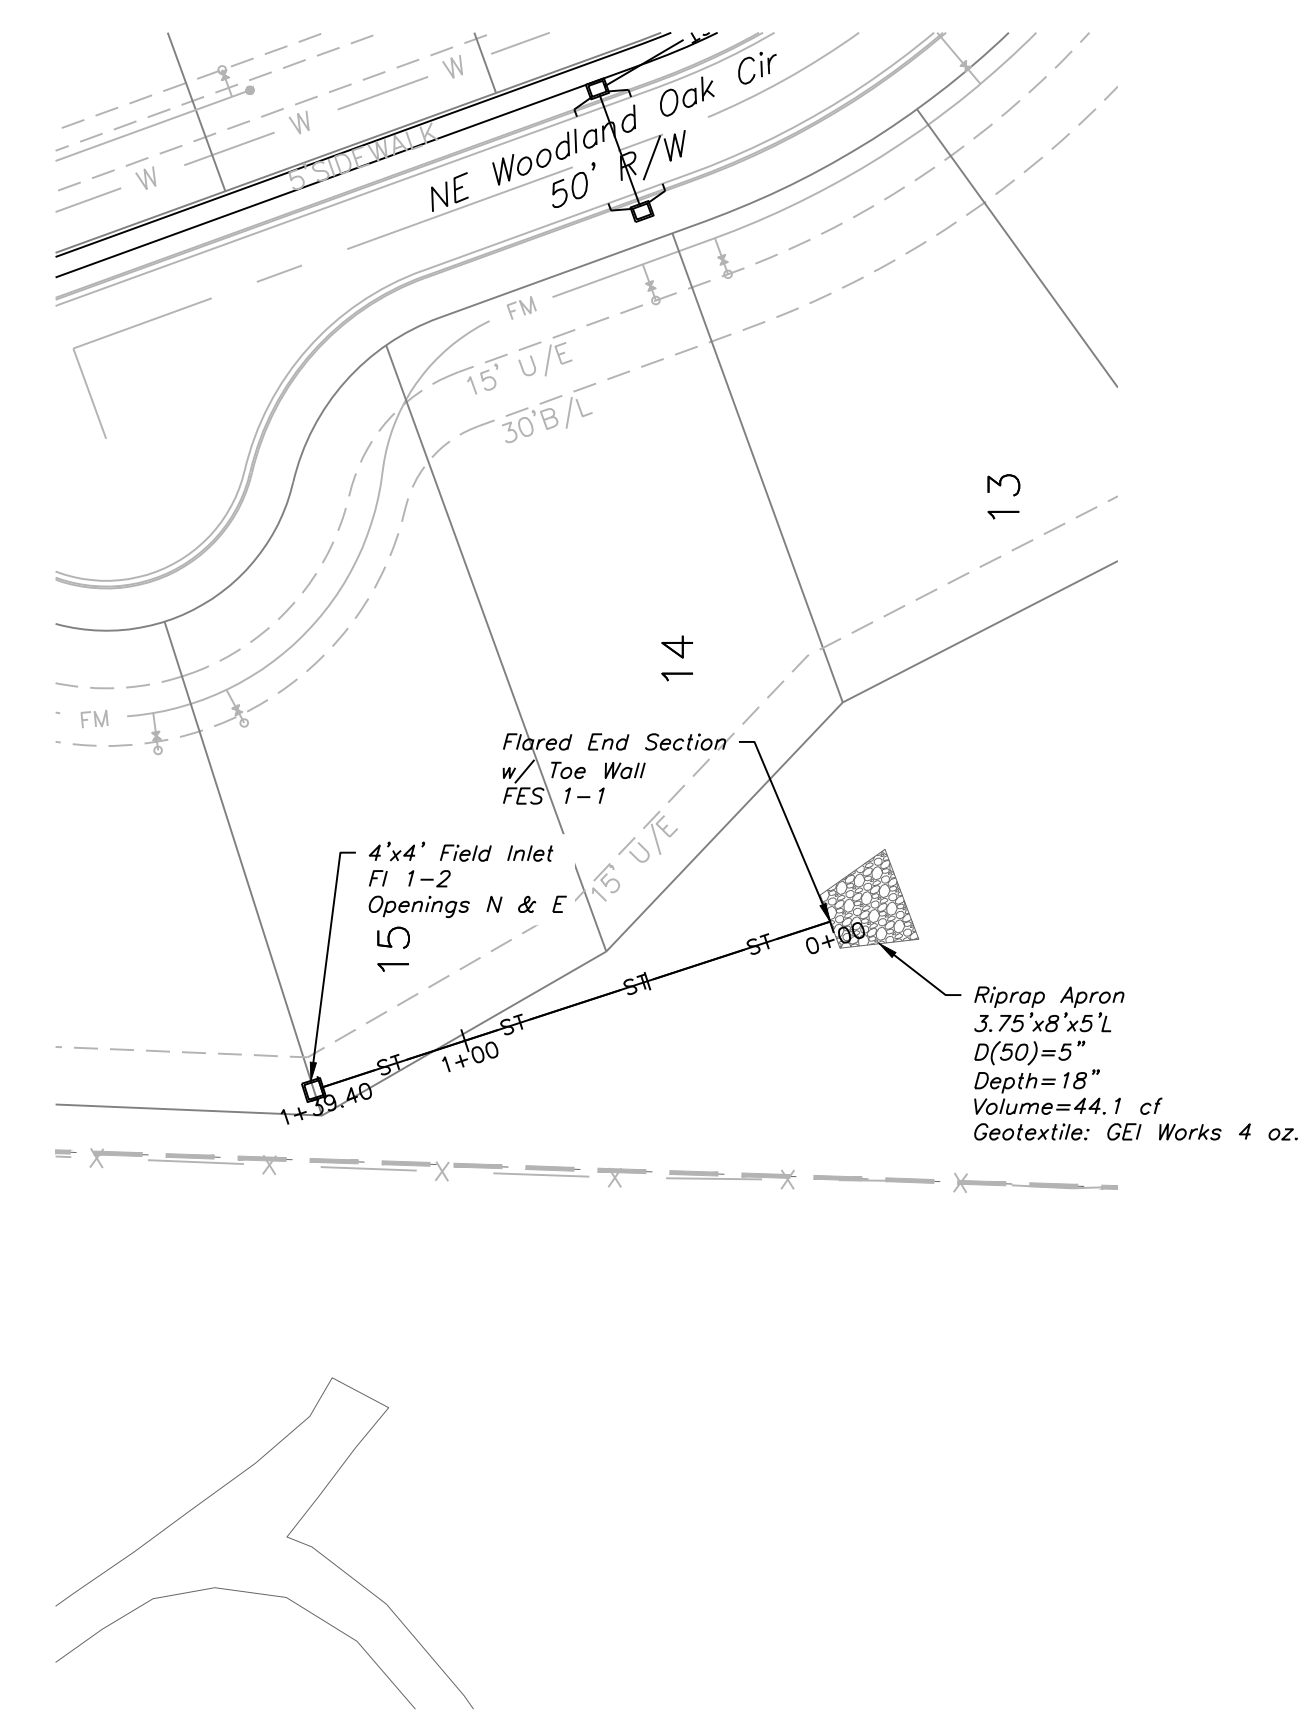 W
W
W
5'SIDEWALK
NE Woodland Oak Cir
50' R/W
FM
15' U/E
30'B/L
13
14
FM
Flared End Section
w/ Toe Wall
FES 1-1
15' U/E
4'x4' Field Inlet
FI 1-2
Openings N & E
15
ST
0+00
ST
ST
1+00
ST
1+39.40
Riprap Apron
3.75'x8'x5'L
D(50)=5"
Depth=18"
Volume=44.1 cf
Geotextile: GEI Works 4 oz.
X
X
X
X
X
X